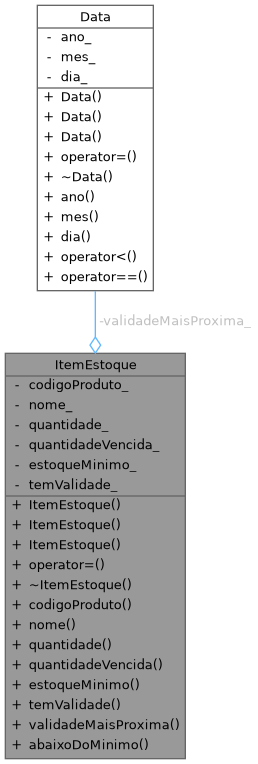 Data
- ano_
- mes_
- dia_
+ Data()
+ Data()
+ Data()
+ operator=()
+ ~Data()
+ ano()
+ mes()
+ dia()
+ operator<()
+ operator==()
-validadeMaisProxima_
ItemEstoque
- codigoProduto_
- nome_
- quantidade_
- quantidadeVencida_
- estoqueMinimo_
- temValidade_
+ ItemEstoque()
+ ItemEstoque()
+ ItemEstoque()
+ operator=()
+ ~ItemEstoque()
+ codigoProduto()
+ nome()
+ quantidade()
+ quantidadeVencida()
+ estoqueMinimo()
+ temValidade()
+ validadeMaisProxima()
+ abaixoDoMinimo()